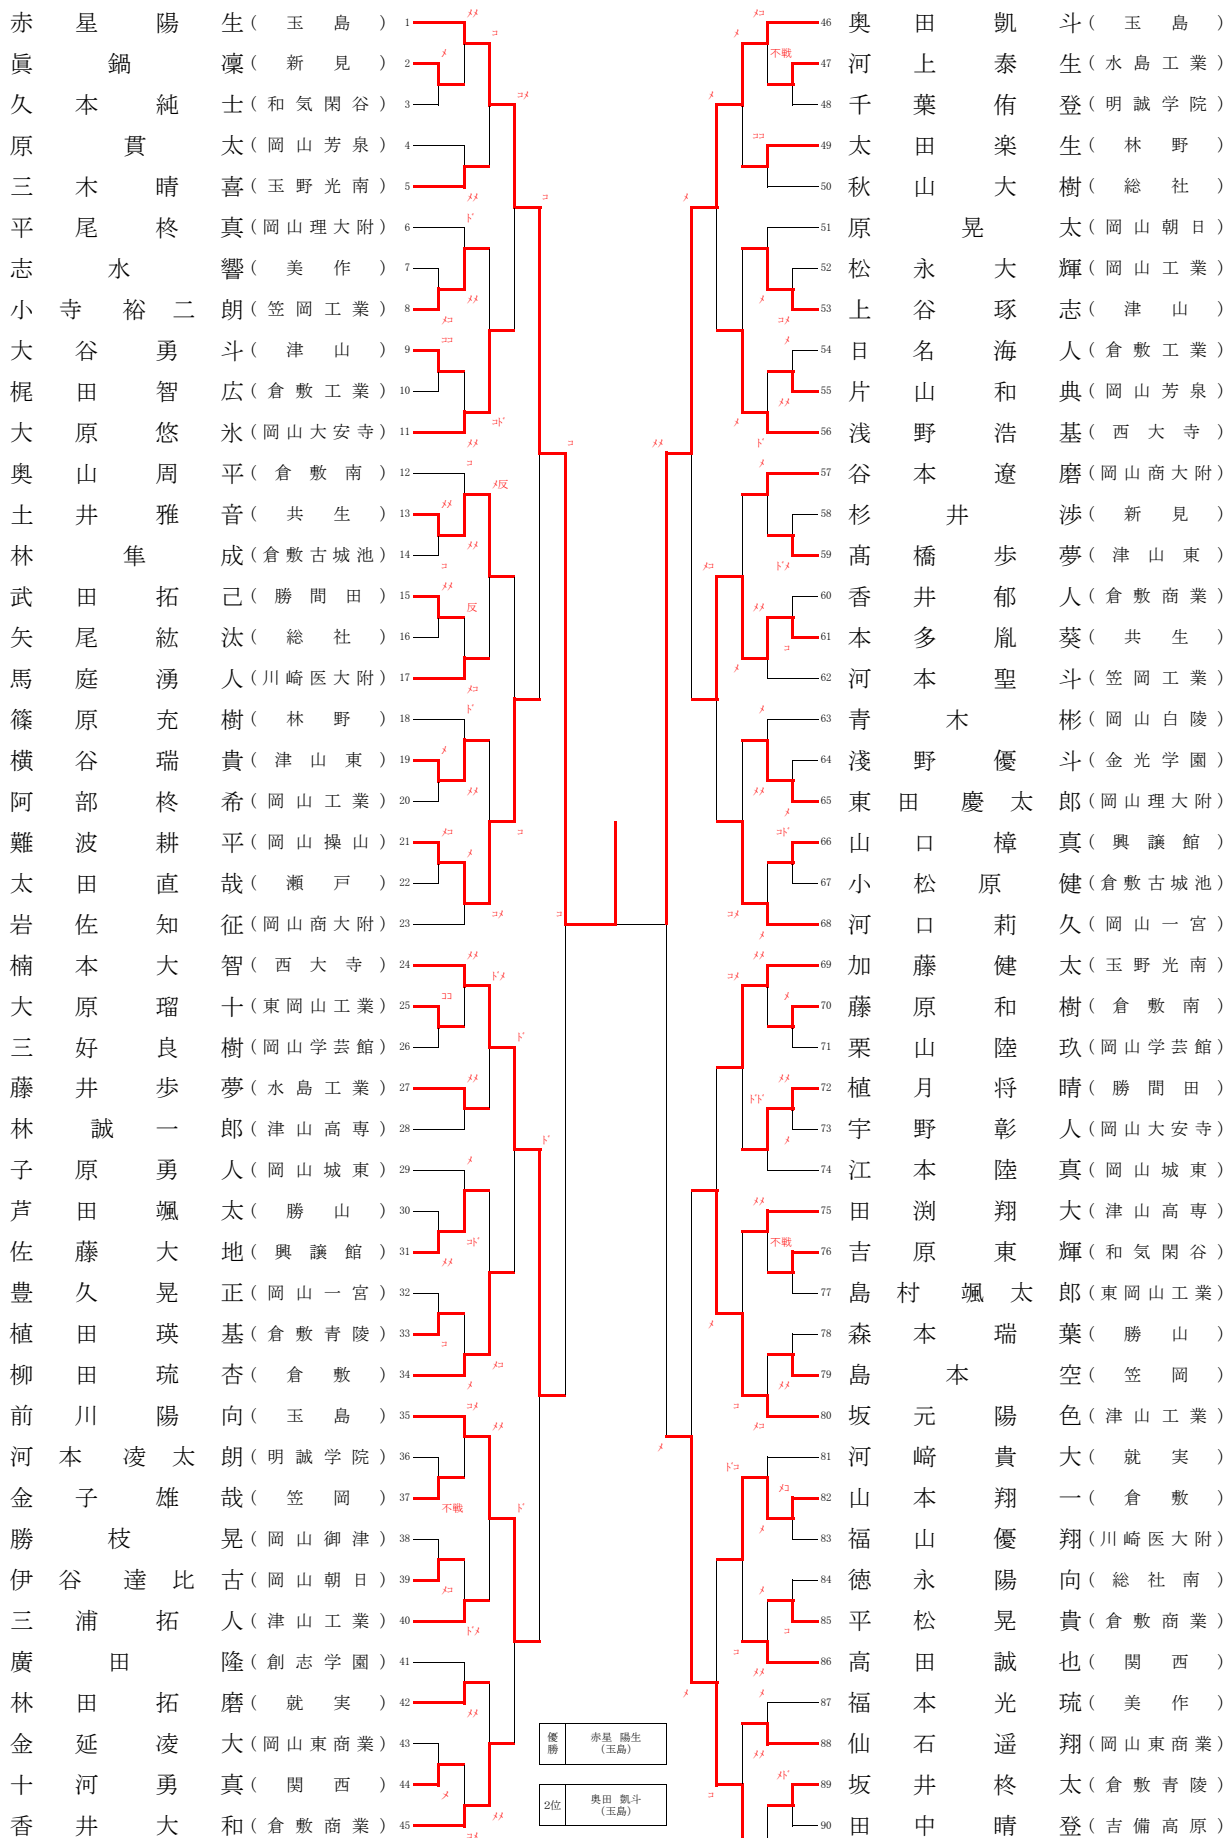 赤星陽生(玉島) 1
眞鍋凜(新見) 2
久本純士(和気閑谷) 3
原貫太(岡山芳泉) 4
三木晴喜(玉野光南) 5
平尾柊真(岡山理大附) 6
志水響(美作) 7
小寺裕二朗(笠岡工業) 8
大谷勇斗(津山) 9
梶田智広(倉敷工業) 10
大原悠氷(岡山大安寺) 11
奥山周平(倉敷南) 12
土井雅音(共生) 13
林隼成(倉敷古城池) 14
武田拓己(勝間田) 15
矢尾紘汰(総社) 16
馬庭湧人(川崎医大附) 17
篠原充樹(林野) 18
横谷瑞貴(津山東) 19
阿部柊希(岡山工業) 20
難波耕平(岡山操山) 21
太田直哉(瀬戸) 22
岩佐知征(岡山商大附) 23
楠本大智(西大寺) 24
大原瑠十(東岡山工業) 25
三好良樹(岡山学芸館) 26
藤井歩夢(水島工業) 27
林誠一郎(津山高専) 28
子原勇人(岡山城東) 29
芦田颯太(勝山) 30
佐藤大地(興譲館) 31
豊久晃正(岡山一宮) 32
植田瑛基(倉敷青陵) 33
柳田琉杏(倉敷) 34
前川陽向(玉島) 35
河本凌太朗(明誠学院) 36
金子雄哉(笠岡) 37
不戦
勝枝晃(岡山御津) 38
伊谷達比古(岡山朝日) 39
三浦拓人(津山工業) 40
廣田隆(創志学園) 41
林田拓磨(就実) 42
金延凌大(岡山東商業) 43
十河勇真(関西) 44
香井大和(倉敷商業) 45
優勝 赤星 陽生
(玉島)
2位 奥田 凱斗
(玉島)
46 奥田凱斗(玉島)
不戦
47 河上泰生(水島工業)
48 千葉侑登(明誠学院)
49 太田楽生(林野)
50 秋山大樹(総社)
51 原晃太(岡山朝日)
52 松永大輝(岡山工業)
53 上谷琢志(津山)
54 日名海人(倉敷工業)
55 片山和典(岡山芳泉)
56 浅野浩基(西大寺)
57 谷本遼磨(岡山商大附)
58 杉井渉(新見)
59 髙橋歩夢(津山東)
60 香井郁人(倉敷商業)
61 本多胤葵(共生)
62 河本聖斗(笠岡工業)
63 青木彬(岡山白陵)
64 淺野優斗(金光学園)
65 東田慶太郎(岡山理大附)
66 山口樟真(興譲館)
67 小松原健(倉敷古城池)
68 河口莉久(岡山一宮)
69 加藤健太(玉野光南)
70 藤原和樹(倉敷南)
71 栗山陸玖(岡山学芸館)
72 植月将晴(勝間田)
73 宇野彰人(岡山大安寺)
74 江本陸真(岡山城東)
75 田渕翔大(津山高専)
不戦
76 吉原東輝(和気閑谷)
77 島村颯太郎(東岡山工業)
78 森本瑞葉(勝山)
79 島本空(笠岡)
80 坂元陽色(津山工業)
81 河﨑貴大(就実)
82 山本翔一(倉敷)
83 福山優翔(川崎医大附)
84 徳永陽向(総社南)
85 平松晃貴(倉敷商業)
86 高田誠也(関西)
87 福本光琉(美作)
88 仙石遥翔(岡山東商業)
89 坂井柊太(倉敷青陵)
90 田中晴登(吉備高原)